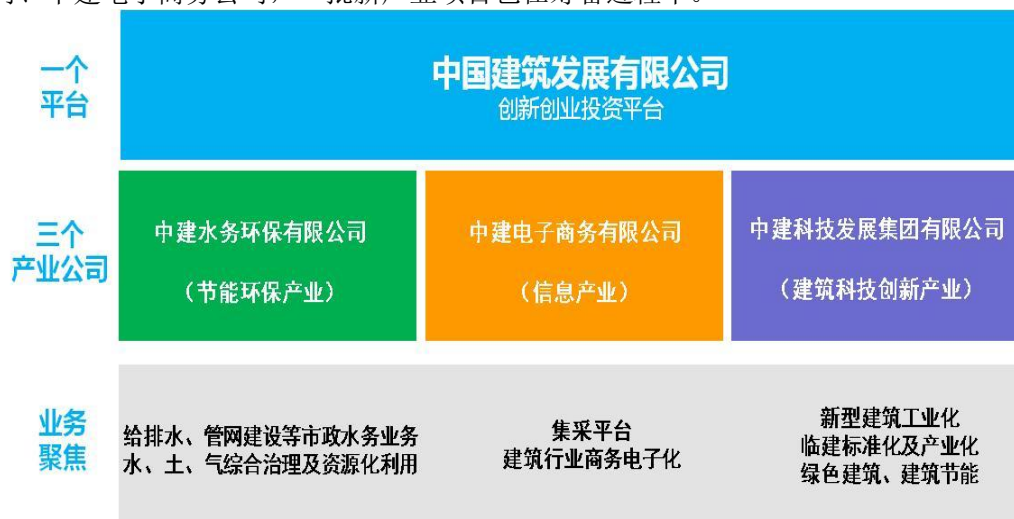 一个
平台
中国建筑发展有限公司
创新创业投资平台
三个
产业公司
中建水务环保有限公司
（节能环保产业）
中建电子商务有限公司
（信息产业）
中建科技发展集团有限公司
（建筑科技创新产业）
业务
聚焦
给排水、管网建设等市政水务业务
水、土、气综合治理及资源化利用
集采平台
建筑行业商务电子化
新型建筑工业化
临建标准化及产业化
绿色建筑、建筑节能